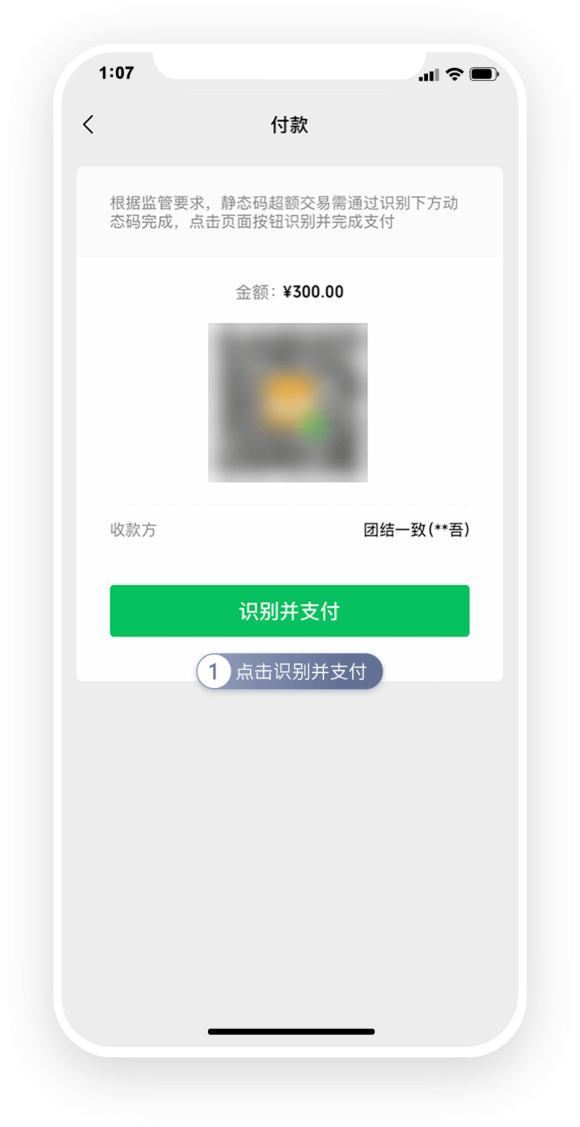 1:07
付款
根据监管要求，静态码超额交易需通过识别下方动
态码完成，点击页面按钮识别并完成支付
金额：¥300.00
收款方 团结一致(**吾)
识别并支付
1 点击识别并支付